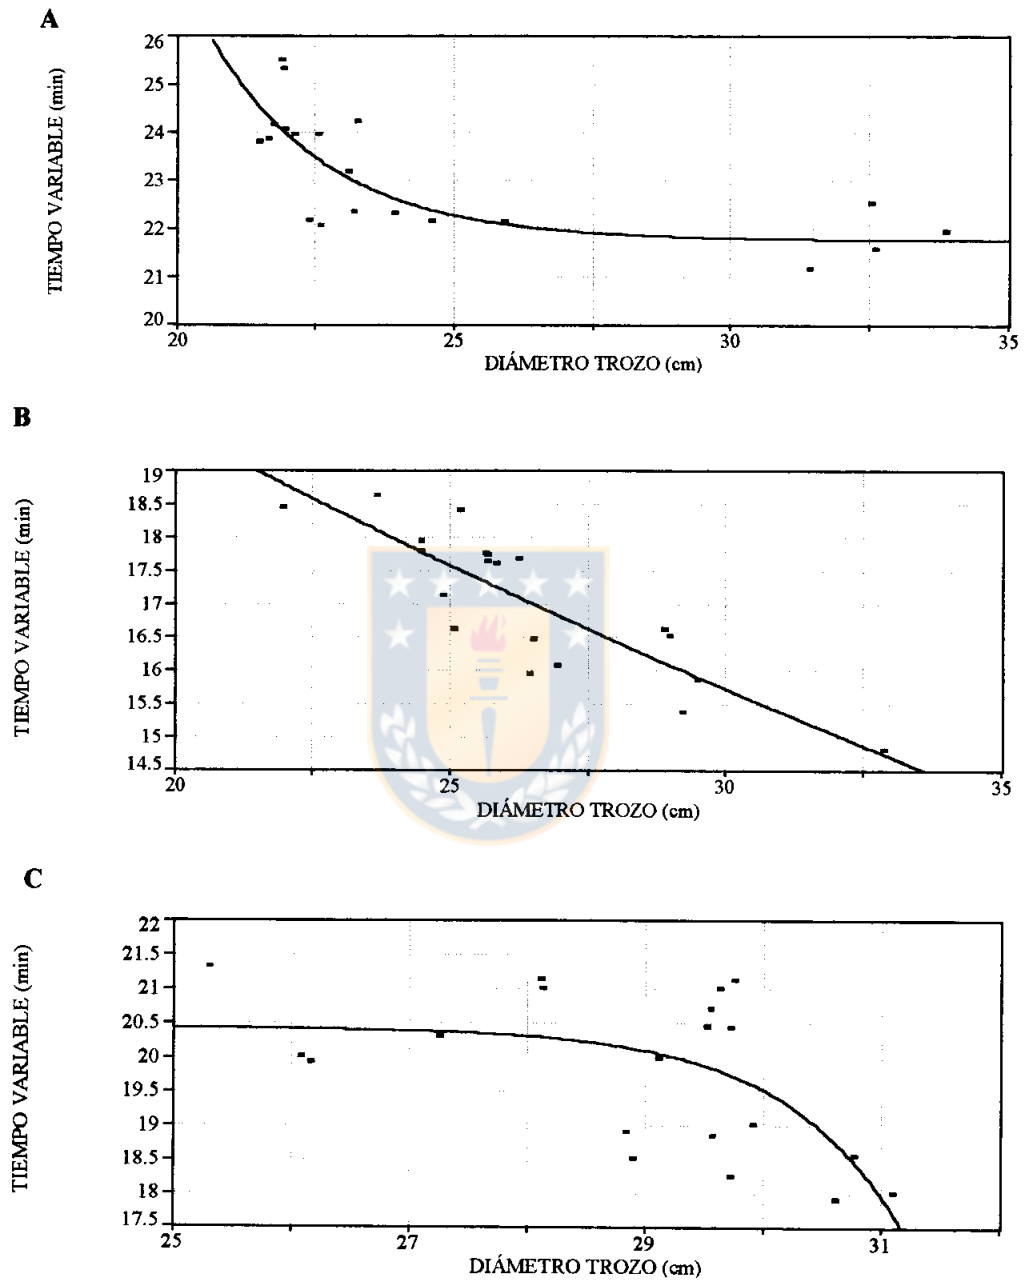 A
TIEMPO VARIABLE (min)
26
25
24
23
22
21
20
20 25 30 35
DIÁMETRO TROZO (cm)
B
TIEMPO VARIABLE (min)
19
18.5
18
17.5
17
16.5
16
15.5
15
14.5
20 25 30 35
DIÁMETRO TROZO (cm)
C
TIEMPO VARIABLE (min)
22
21.5
21
20.5
20
19.5
19
18.5
18
17.5
25 27 29 31
DIÁMETRO TROZO (cm)